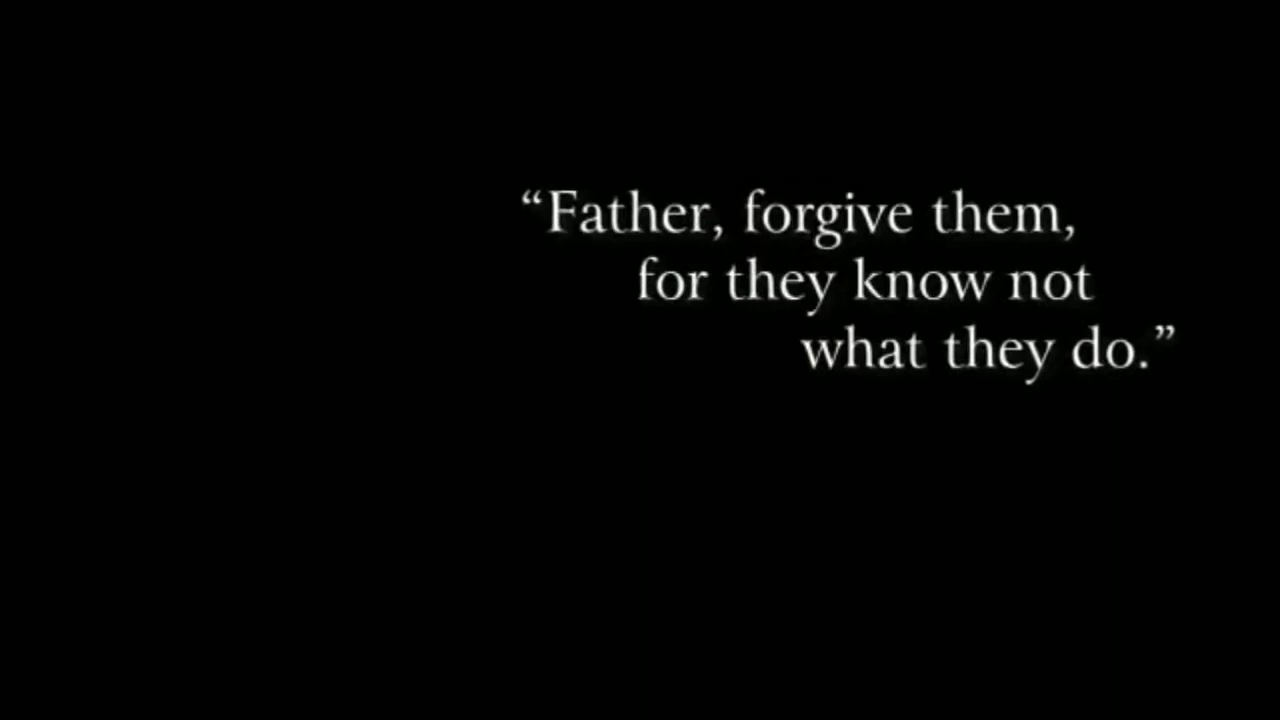 “Father, forgive them,
for they know not
what they do.”